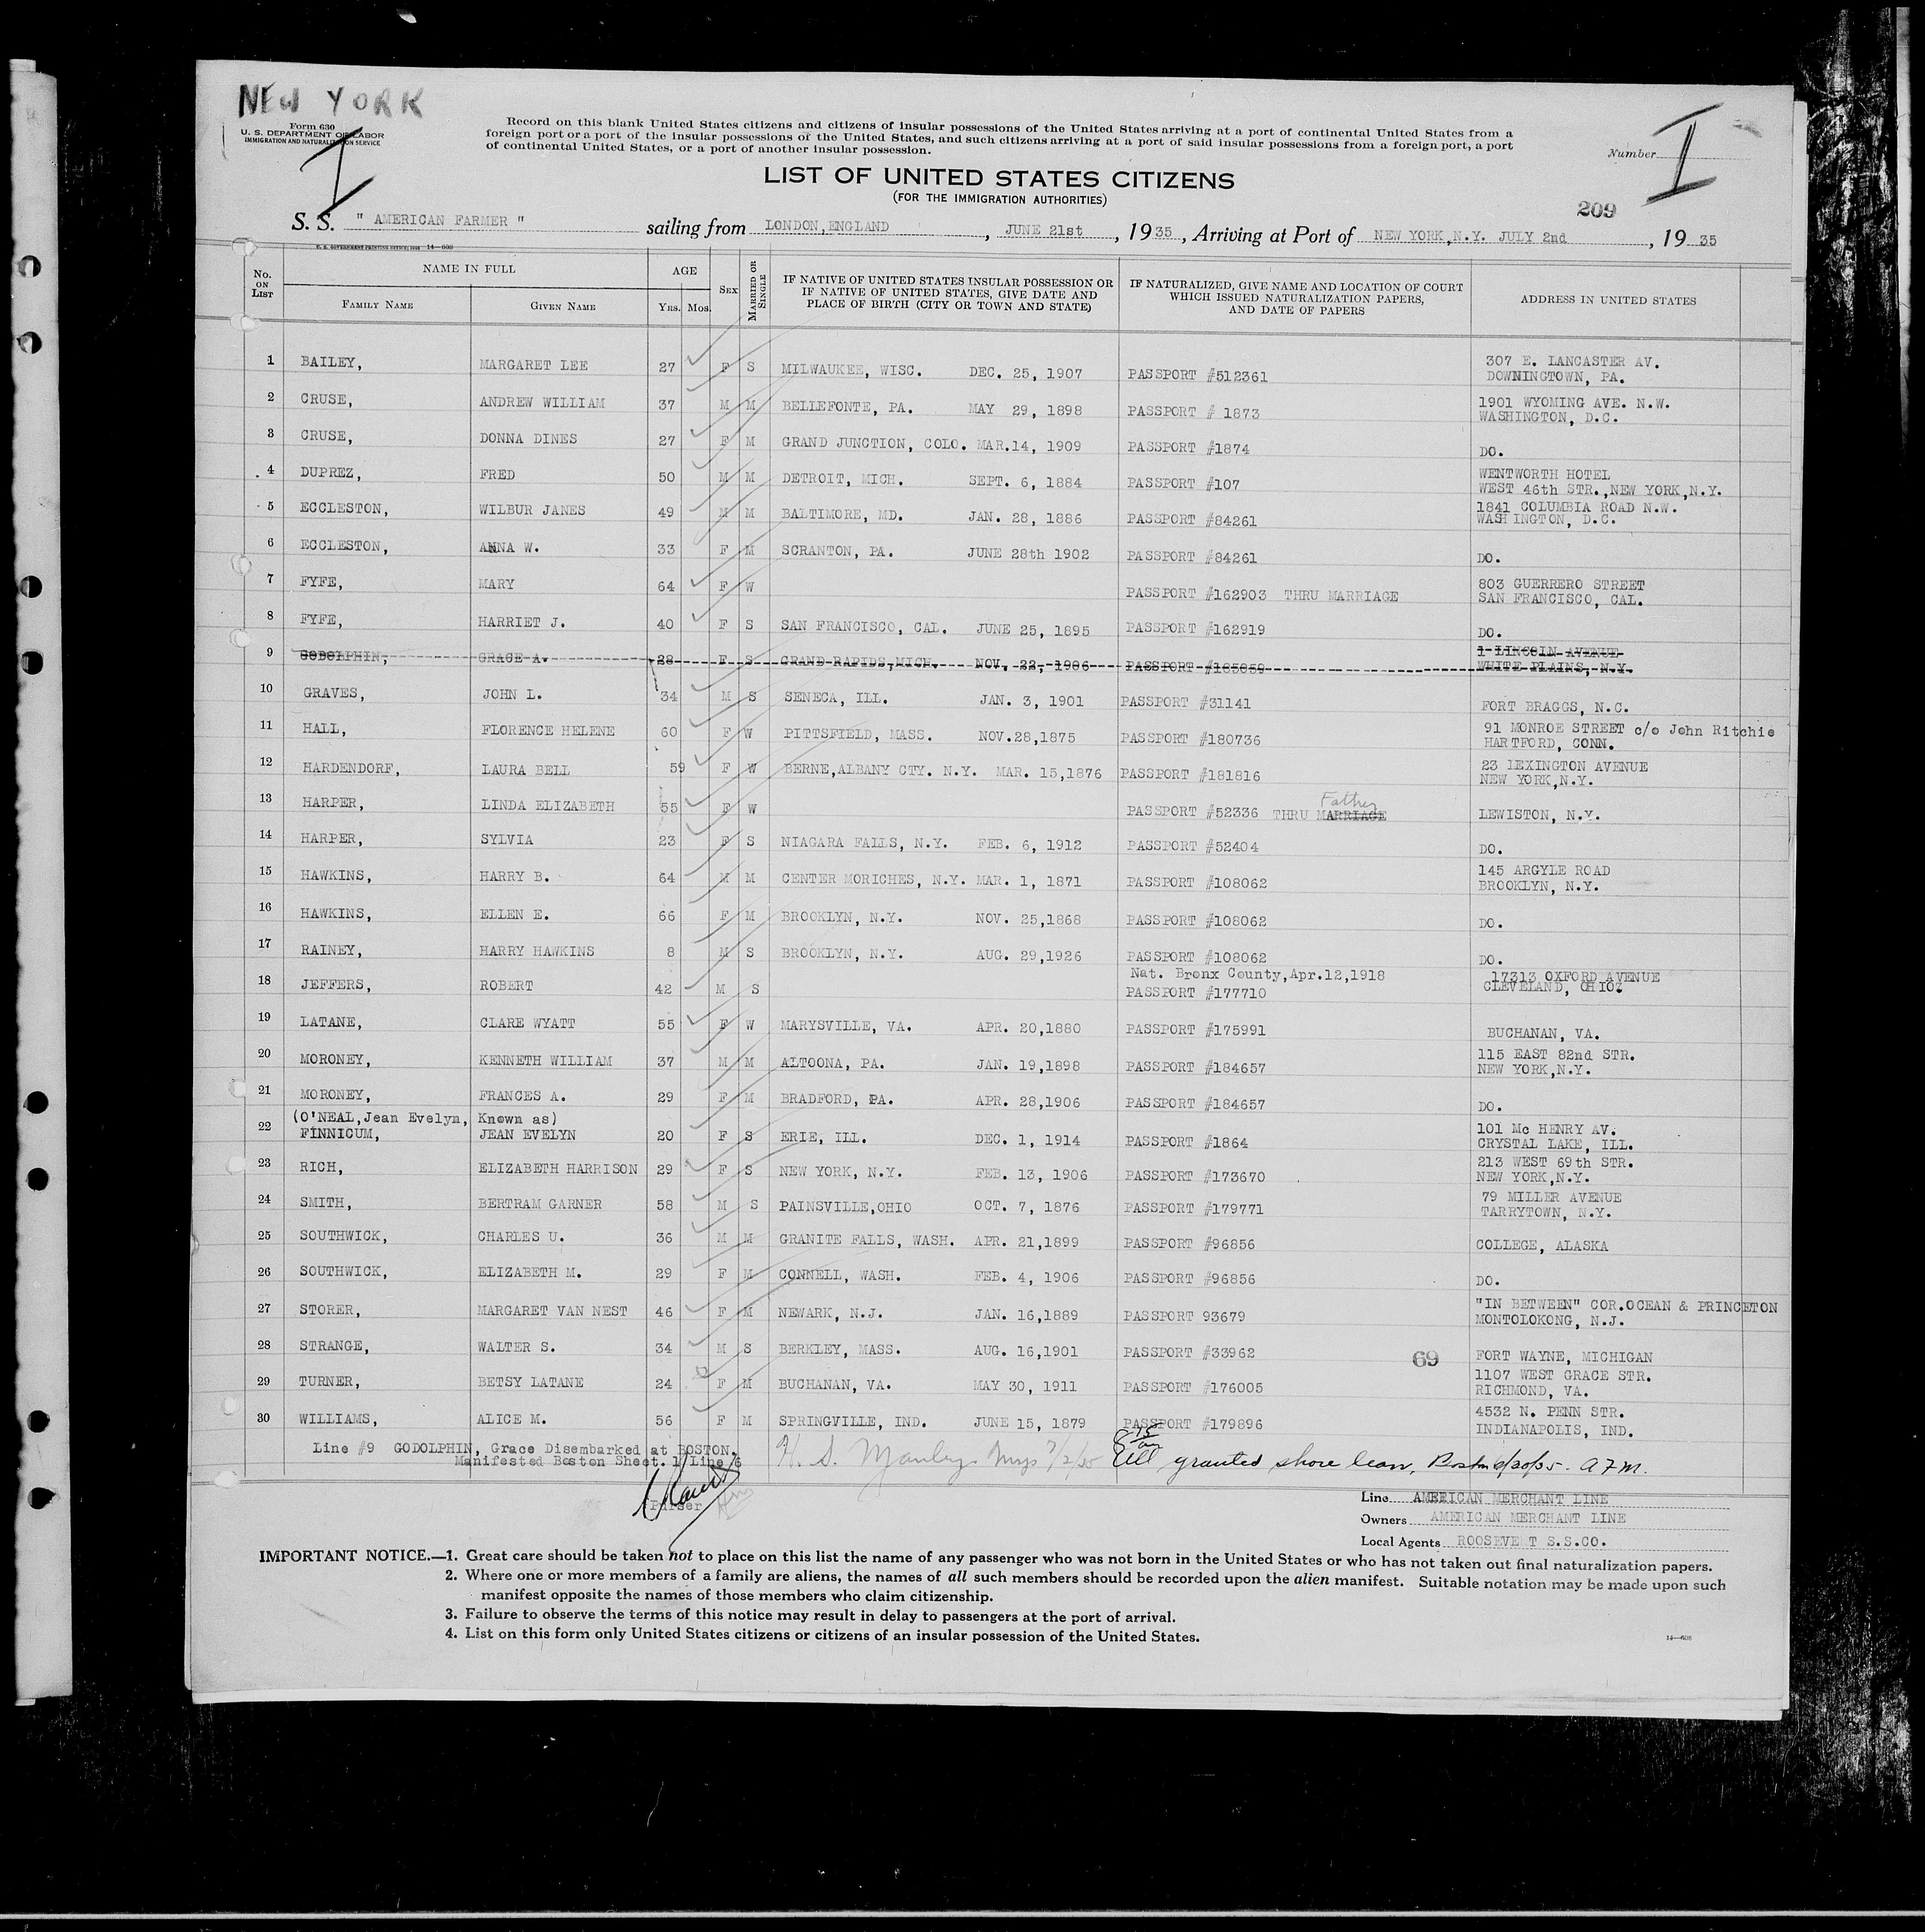 NEW YORK
Form 630
U. S. DEPARTMENT OF LABOR
IMMIGRATION AND NATURALIZATION SERVICE
I
Record on this blank United States citizens and citizens of insular possessions of the United States arriving at a port of continental United States from a
foreign port or a port of the insular possessions of the United States, and such citizens arriving at a port of said insular possessions from a foreign port, a port
of continental United States, or a port of another insular possession.
Number I
LIST OF UNITED STATES CITIZENS
(FOR THE IMMIGRATION AUTHORITIES)
209
S. S. " AMERICAN FARMER " sailing from LONDON,ENGLAND, JUNE 21st, 1935, Arriving at Port of NEW YORK,N.Y. JULY 2nd, 1935
U. S. GOVERNMENT PRINTING OFFICE: 14—608
No. ON LIST NAME IN FULL AGE SEX MARRIED OR SINGLE IF NATIVE OF UNITED STATES INSULAR POSSESSION OR IF NATIVE OF UNITED STATES, GIVE DATE AND PLACE OF BIRTH (CITY OR TOWN AND STATE) IF NATURALIZED, GIVE NAME AND LOCATION OF COURT WHICH ISSUED NATURALIZATION PAPERS, AND DATE OF PAPERS ADDRESS IN UNITED STATES
FAMILY NAME GIVEN NAME YRS. MOS.
1 BAILEY, MARGARET LEE 27 F S MILWAUKEE, WISC. DEC. 25, 1907 PASSPORT #512361 307 E. LANCASTER AV.
DOWNINGTOWN, PA.
2 CRUSE, ANDREW WILLIAM 37 M M BELLEFONTE, PA. MAY 29, 1898 PASSPORT # 1873 1901 WYOMING AVE. N.W.
WASHINGTON, D.C.
3 CRUSE, DONNA DINES 27 F M GRAND JUNCTION, COLO. MAR.14, 1909 PASSPORT #1874 DO.
4 DUPREZ, FRED 50 M M DETROIT, MICH. SEPT. 6, 1884 PASSPORT #107 WENTWORTH HOTEL
WEST 46th STR.,NEW YORK,N.Y.
5 ECCLESTON, WILBUR JANES 49 M M BALTIMORE, MD. JAN. 28, 1886 PASSPORT #84261 1841 COLUMBIA ROAD N.W.
WASHINGTON, D.C.
6 ECCLESTON, ANNA W. 33 F M SCRANTON, PA. JUNE 28th 1902 PASSPORT #84261 DO.
7 FYFE, MARY 64 F W PASSPORT #162903 THRU MARRIAGE 803 GUERRERO STREET
SAN FRANCISCO, CAL.
8 FYFE, HARRIET J. 40 F S SAN FRANCISCO, CAL. JUNE 25, 1895 PASSPORT #162919 DO.
9 GODOLPHIN, GRACE A. 28 F S GRAND RAPIDS,MICH. NOV. 22, 1906 PASSPORT #185859 1 LINCOLN AVENUE
WHITE PLAINS, N.Y.
10 GRAVES, JOHN L. 34 M S SENECA, ILL. JAN. 3, 1901 PASSPORT #31141 FORT BRAGGS, N.C.
11 HALL, FLORENCE HELENE 60 F W PITTSFIELD, MASS. NOV.28,1875 PASSPORT #180736 91 MONROE STREET c/o John Ritchie
HARTFORD, CONN.
12 HARDENDORF, LAURA BELL 59 F W BERNE,ALBANY CTY. N.Y. MAR. 15,1876 PASSPORT #181816 23 LEXINGTON AVENUE
NEW YORK,N.Y.
13 HARPER, LINDA ELIZABETH 55 F W PASSPORT #52336 THRU MARRIAGE Father LEWISTON, N.Y.
14 HARPER, SYLVIA 23 F S NIAGARA FALLS, N.Y. FEB. 6, 1912 PASSPORT #52404 DO.
15 HAWKINS, HARRY B. 64 M M CENTER MORICHES, N.Y. MAR. 1, 1871 PASSPORT #108062 145 ARGYLE ROAD
BROOKLYN, N.Y.
16 HAWKINS, ELLEN E. 66 F M BROOKLYN, N.Y. NOV. 25,1868 PASSPORT #108062 DO.
17 RAINEY, HARRY HAWKINS 8 M S BROOKLYN, N.Y. AUG. 29,1926 PASSPORT #108062 DO.
Nat. Bronx County,Apr.12,1918
18 JEFFERS, ROBERT 42 M S PASSPORT #177710 17313 OXFORD AVENUE
CLEVELAND, OHIO.
19 LATANE, CLARE WYATT 55 F W MARYSVILLE, VA. APR. 20,1880 PASSPORT #175991 BUCHANAN, VA.
20 MORONEY, KENNETH WILLIAM 37 M M ALTOONA, PA. JAN. 19,1898 PASSPORT #184657 115 EAST 82nd STR.
NEW YORK,N.Y.
21 MORONEY, FRANCES A. 29 F M BRADFORD, PA. APR. 28,1906 PASSPORT #184657 DO.
(O'NEAL,Jean Evelyn, Known as)
22 FINNICUM, JEAN EVELYN 20 F S ERIE, ILL. DEC. 1, 1914 PASSPORT #1864 101 Mc HENRY AV.
CRYSTAL LAKE, ILL.
23 RICH, ELIZABETH HARRISON 29 F S NEW YORK, N.Y. FEB. 13, 1906 PASSPORT #173670 213 WEST 69th STR.
NEW YORK,N.Y.
24 SMITH, BERTRAM GARNER 58 M S PAINSVILLE,OHIO OCT. 7, 1876 PASSPORT #179771 79 MILLER AVENUE
TARRYTOWN, N.Y.
25 SOUTHWICK, CHARLES U. 36 M M GRANITE FALLS, WASH. APR. 21,1899 PASSPORT #96856 COLLEGE, ALASKA
26 SOUTHWICK, ELIZABETH M. 29 F M CONNELL, WASH. FEB. 4, 1906 PASSPORT #96856 DO.
27 STORER, MARGARET VAN NEST 46 F M NEWARK, N.J. JAN. 16,1889 PASSPORT 93679 "IN BETWEEN" COR.OCEAN & PRINCETON
MONTOLOKONG, N.J.
28 STRANGE, WALTER S. 34 M S BERKLEY, MASS. AUG. 16,1901 PASSPORT #33962 69 FORT WAYNE, MICHIGAN
29 TURNER, BETSY LATANE 24 F M BUCHANAN, VA. MAY 30, 1911 PASSPORT #176005 1107 WEST GRACE STR.
RICHMOND, VA.
30 WILLIAMS, ALICE M. 56 F M SPRINGVILLE, IND. JUNE 15, 1879 PASSPORT #179896 4532 N. PENN STR.
INDIANAPOLIS, IND.
Line #9 GODOLPHIN, Grace Disembarked at BOSTON.
Manifested Boston Sheet. 1 Line 6
H. S. Manley 7/2/35 All granted shore leave, Boston A.F.M.
Purser
Line AMERICAN MERCHANT LINE
Owners AMERICAN MERCHANT LINE
Local Agents ROOSEVELT S.S.CO.
IMPORTANT NOTICE.—1. Great care should be taken not to place on this list the name of any passenger who was not born in the United States or who has not taken out final naturalization papers.
2. Where one or more members of a family are aliens, the names of all such members should be recorded upon the alien manifest. Suitable notation may be made upon such
manifest opposite the names of those members who claim citizenship.
3. Failure to observe the terms of this notice may result in delay to passengers at the port of arrival.
4. List on this form only United States citizens or citizens of an insular possession of the United States.
14—608